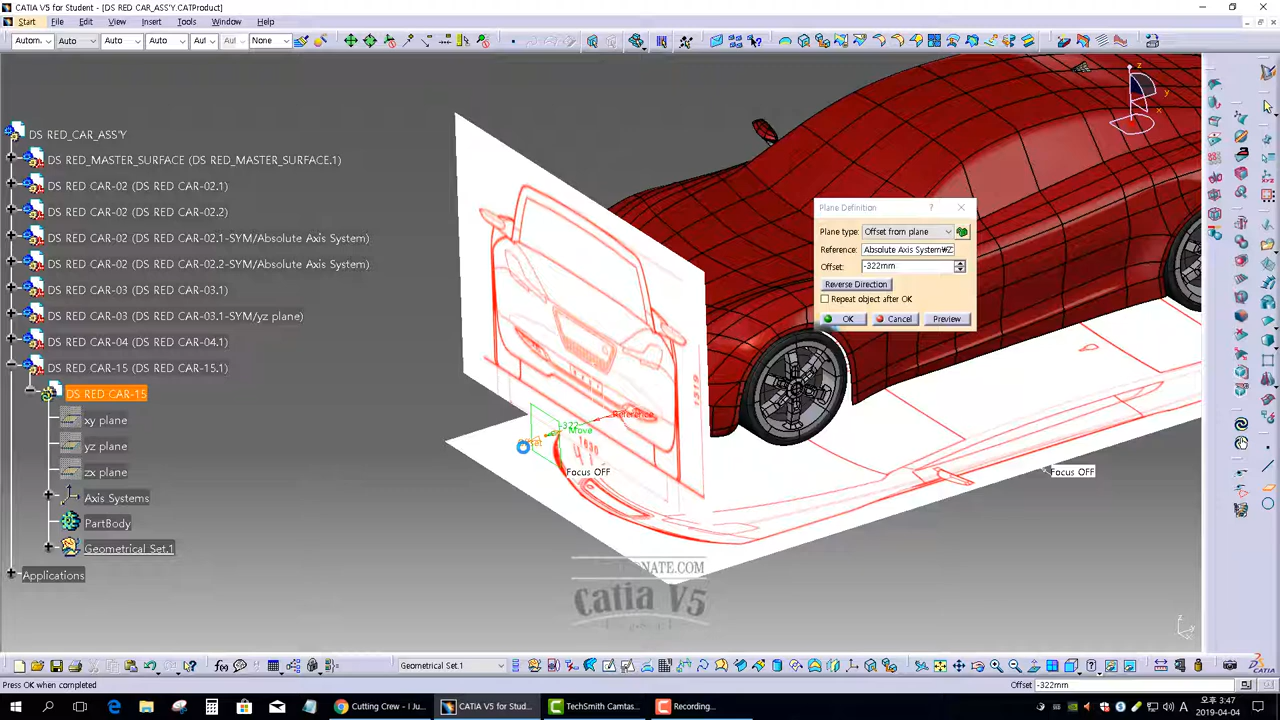 CATIA V5 for Student - [DS RED CAR_ASS'Y.CATProduct]
Start File Edit View Insert Tools Window Help
Autom. Auto Auto Auto Aut Aut None
DS RED_CAR_ASS'Y
DS RED_MASTER_SURFACE (DS RED_MASTER_SURFACE.1)
DS RED CAR-02 (DS RED CAR-02.1)
DS RED CAR-02 (DS RED CAR-02.2)
DS RED CAR-02 (DS RED CAR-02.1-SYM/Absolute Axis System)
DS RED CAR-02 (DS RED CAR-02.2-SYM/Absolute Axis System)
DS RED CAR-03 (DS RED CAR-03.1)
DS RED CAR-03 (DS RED CAR-03.1-SYM/yz plane)
DS RED CAR-04 (DS RED CAR-04.1)
DS RED CAR-15 (DS RED CAR-15.1)
DS RED CAR-15
xy plane
yz plane
zx plane
Axis Systems
PartBody
Geometrical Set.1
Applications
Plane Definition ?
Plane type: Offset from plane
Reference: Absolute Axis System₩Z
Offset: -322mm
Reverse Direction
Repeat object after OK
OK Cancel Preview
z
y
x
1319
Reference
-322
Move
1630
Focus OFF
Focus OFF
NATE.COM
Catia V5
Geometrical Set.1
Press OK when completed
Offset -322mm
Cutting Crew - I Ju...
CATIA V5 for Stud...
TechSmith Camtas...
Recording...
A
오후 3:47
2019-04-04